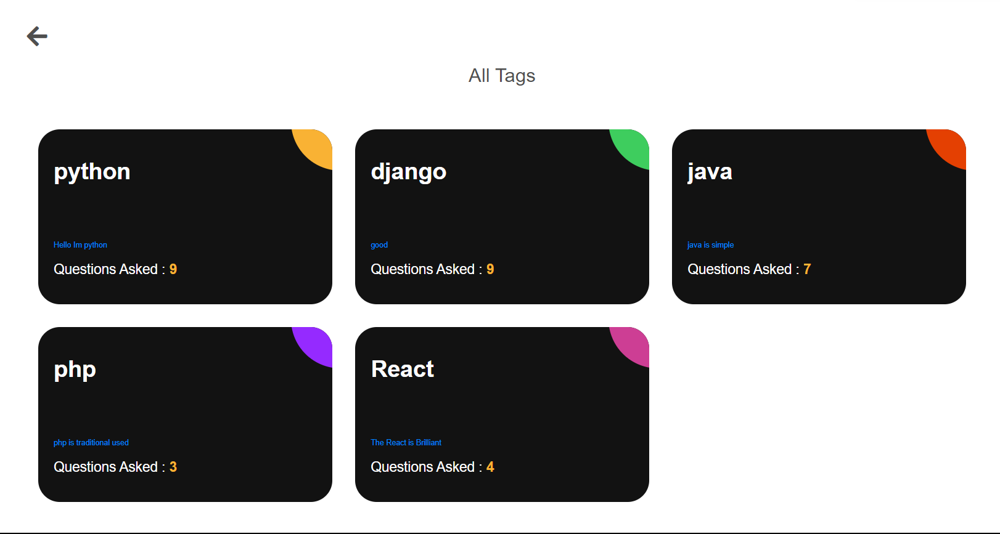 All Tags
python
Hello Im python
Questions Asked : 9
django
good
Questions Asked : 9
java
java is simple
Questions Asked : 7
php
php is traditional used
Questions Asked : 3
React
The React is Brilliant
Questions Asked : 4